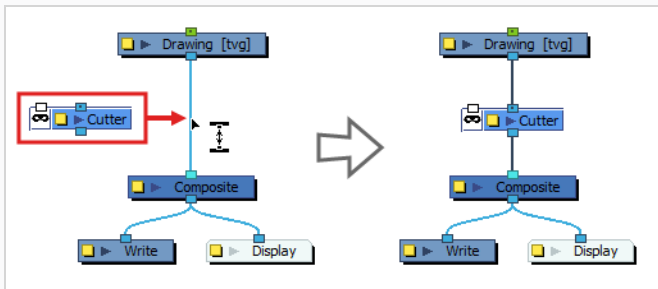 Drawing [tvg]
Cutter
Composite
Write
Display
Drawing [tvg]
Cutter
Composite
Write
Display